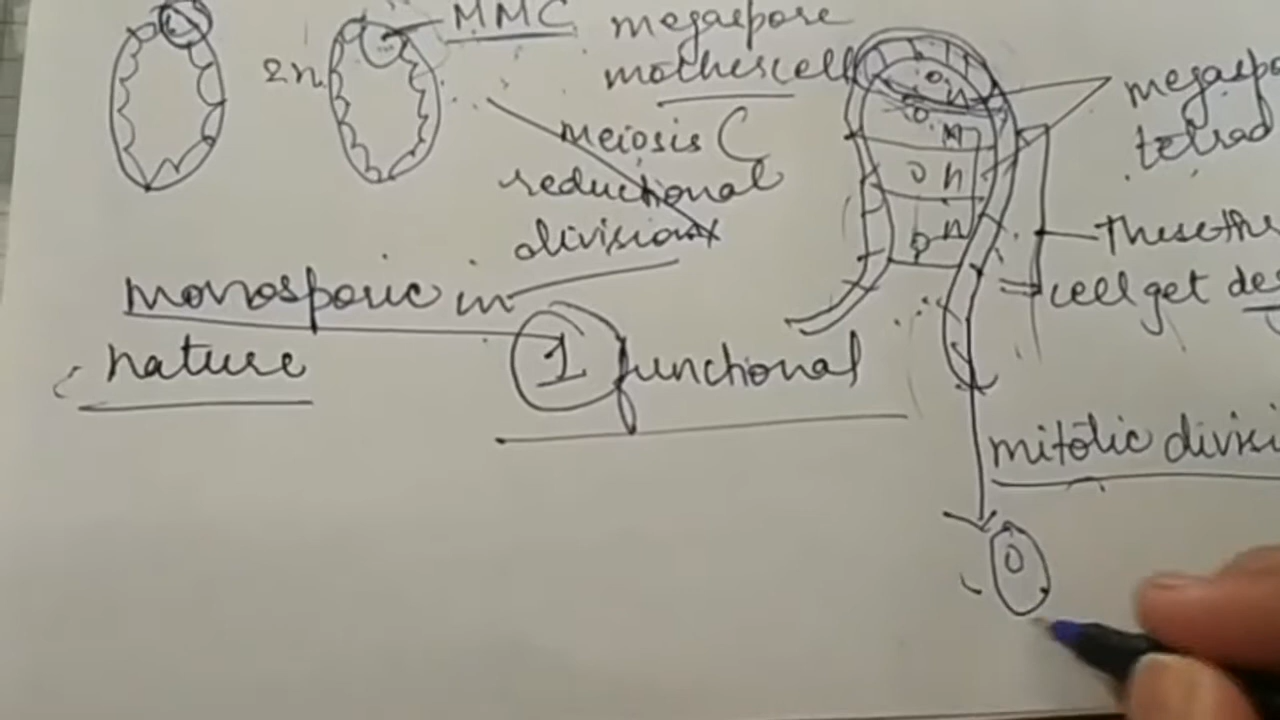 MMC
megaspore
mothercell
2n
meiosis (
reductional
division
monosporic in
nature
1 functional
n
n
n
n
megaspo
tetrad
These thr
cell get de
mitotic divisi